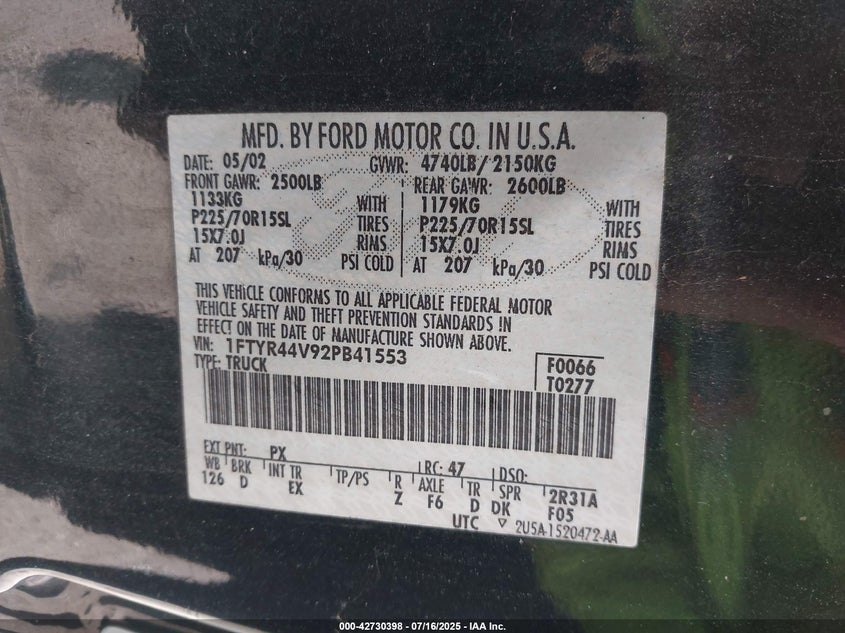 MFD. BY FORD MOTOR CO. IN U.S.A.
DATE: 05/02 GVWR: 4740LB/2150KG
FRONT GAWR: 2500LB REAR GAWR: 2600LB
1133KG WITH 1179KG WITH
P225/70R15SL TIRES P225/70R15SL TIRES
15X7.0J RIMS 15X7.0J RIMS
AT 207 kPa/30 PSI COLD AT 207 kPa/30 PSI COLD
THIS VEHICLE CONFORMS TO ALL APPLICABLE FEDERAL MOTOR
VEHICLE SAFETY AND THEFT PREVENTION STANDARDS IN
EFFECT ON THE DATE OF MANUFACTURE SHOWN ABOVE.
VIN: 1FTYR44V92PB41553
TYPE: TRUCK
F0066
T0277
EXT PNT: PX RC: 47 DSO:
WB BRK INT TR TP/PS R AXLE TR SPR 2R31A
126 D EX Z F6 D DK F05
UTC ▽ 2U5A-1520472-AA
000-42730398 - 07/16/2025 - IAA Inc.